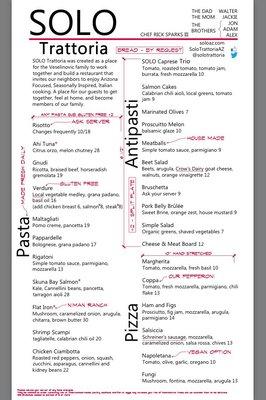 SOLO
Trattoria
CHEF RICK SPARKS III
THE DAD WALTER
THE MOM JACKIE
THE BROTHERS JON
ADAM
ALEX
soloaz.com
SoloTrattoriaAZ
@solotrattoria
BREAD - BY REQUEST
SOLO Trattoria was created as a place
for the Veselinovic family to work
together and build a restaurant that
invites our neighbors to enjoy Arizona
Focused, Seasonally Inspired, Italian
cooking. A place for our guests to get
together, feel at home, and become
members of our family.
Pasta
MADE FRESH DAILY
ANY PASTA
GLUTEN FREE
ASK SERVER
Risotto
Changes frequently 10/18
Ahi Tuna*
Citrus orzo, melon chutney 28
Gnudi
Ricotta, braised beef, horseradish
gremolata 19
GLUTEN FREE
Verdure
Local vegetable medley, grana padano,
basil oil 16
(add chicken breast 6, salmon*8, steak*8)
Maltagliati
Pomo creme, pancetta 19
Pappardelle
Bolognese, grana padano 17
Rigatoni
Simple tomato sauce, parmigiano,
mozzarella 13
Skuna Bay Salmon*
Kale, Cannellini beans, pancetta,
tarragon aioli 28
NIMAN RANCH
Flat Iron*
Mushroom, caramelized onion, arugula,
chitarra, brown butter 30
Shrimp Scampi
tagliatelle, calabrian chili oil 20
Chicken Ciambotta
Roasted red peppers, onion, squash,
zucchini, asparagus, cannellini and
kidney beans 22
Antipasti
SOLO Caprese Trio
Tomato, roasted tomato, tomato jam,
burrata, fresh mozzarella 10
Salmon Cakes
Calabrian chili aioli, local greens, tomato
jam 9
Marinated Olives 7
Proscuitto Melon
balsamic glaze 10
HOUSE MADE
Meatballs
Simple tomato sauce, parmigiano 9
Beet Salad
Beets, arugula, Crow's Dairy goat cheese,
walnuts, orange vinaigrette 12
Bruschetta
Ask your server 9
Pork Belly Brûlée
Sweet Brine, orange zest, house mustard 9
Simple Salad
Organic greens, shaved vegetables 7
Cheese & Meat Board 12
Pizza
HAND STRETCHED
Margherita
Tomato, mozzarella, fresh basil 10
OUR PEPPERONI
Coppa
Tomato, fresh mozzarella, parmigiano, chili
flake 13
Ham and Figs
Prosciutto, fig jam, mozzarella, arugula,
parmigiano 14
Salsiccia
Schreiner's sausage, mozzarella,
caramelized onion, salsa rossa, chives 13
VEGAN OPTION
Napoletana
Tomato, olive, garlic, oregano 10
Fungi
Mushroom, fontina, mozzarella, arugula 13